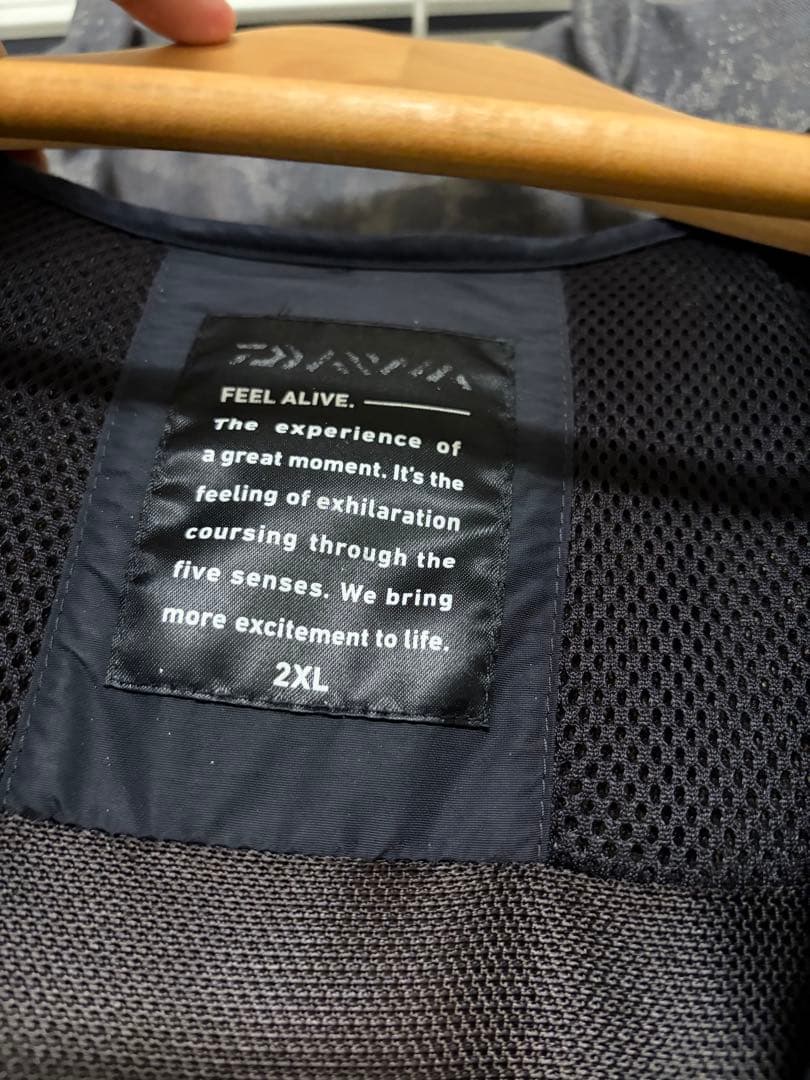 DAIWA
FEEL ALIVE.
The experience of
a great moment. It's the
feeling of exhilaration
coursing through the
five senses. We bring
more excitement to life.
2XL